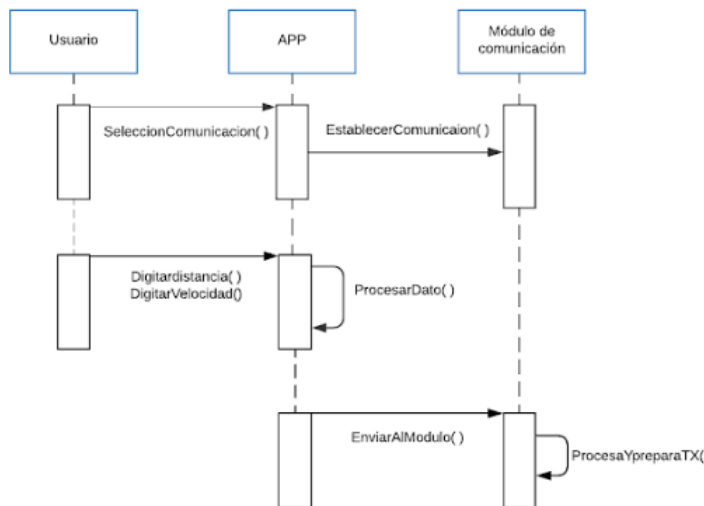 Usuario
APP
Módulo de
comunicación
SeleccionComunicacion( )
EstablecerComunicaion( )
Digitardistancia( )
DigitarVelocidad()
ProcesarDato( )
EnviarAlModulo( )
ProcesaYpreparaTX(